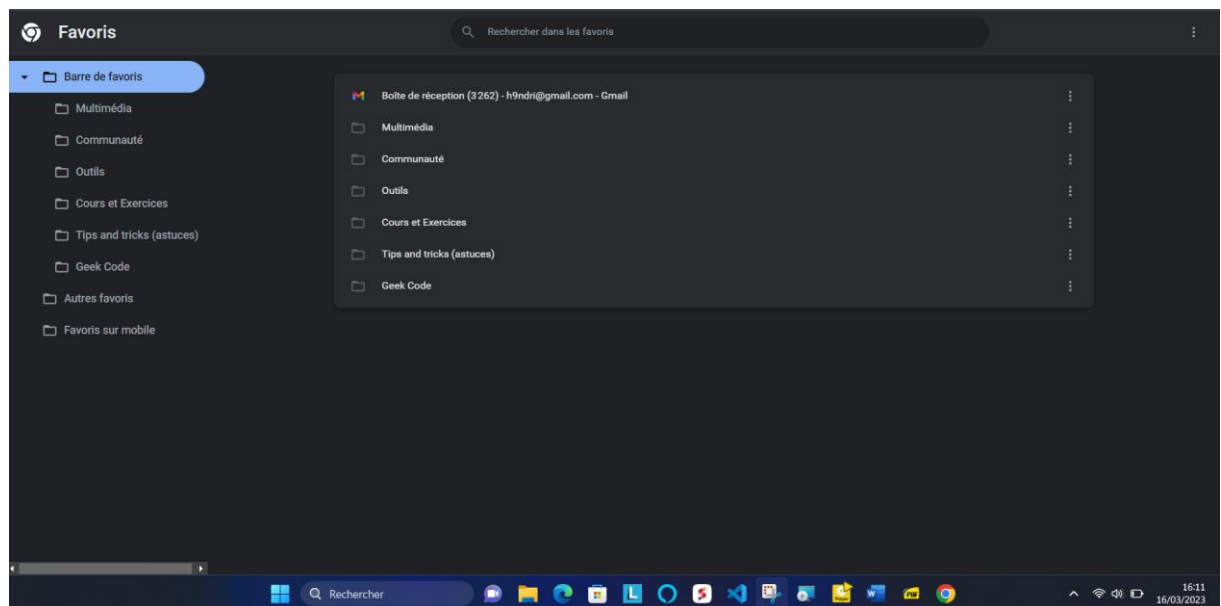 Favoris
Rechercher dans les favoris
Barre de favoris
Multimédia
Communauté
Outils
Cours et Exercices
Tips and tricks (astuces)
Geek Code
Autres favoris
Favoris sur mobile
Boîte de réception (3 262) - h9ndri@gmail.com - Gmail
Multimédia
Communauté
Outils
Cours et Exercices
Tips and tricks (astuces)
Geek Code
Rechercher
16:11
16/03/2023